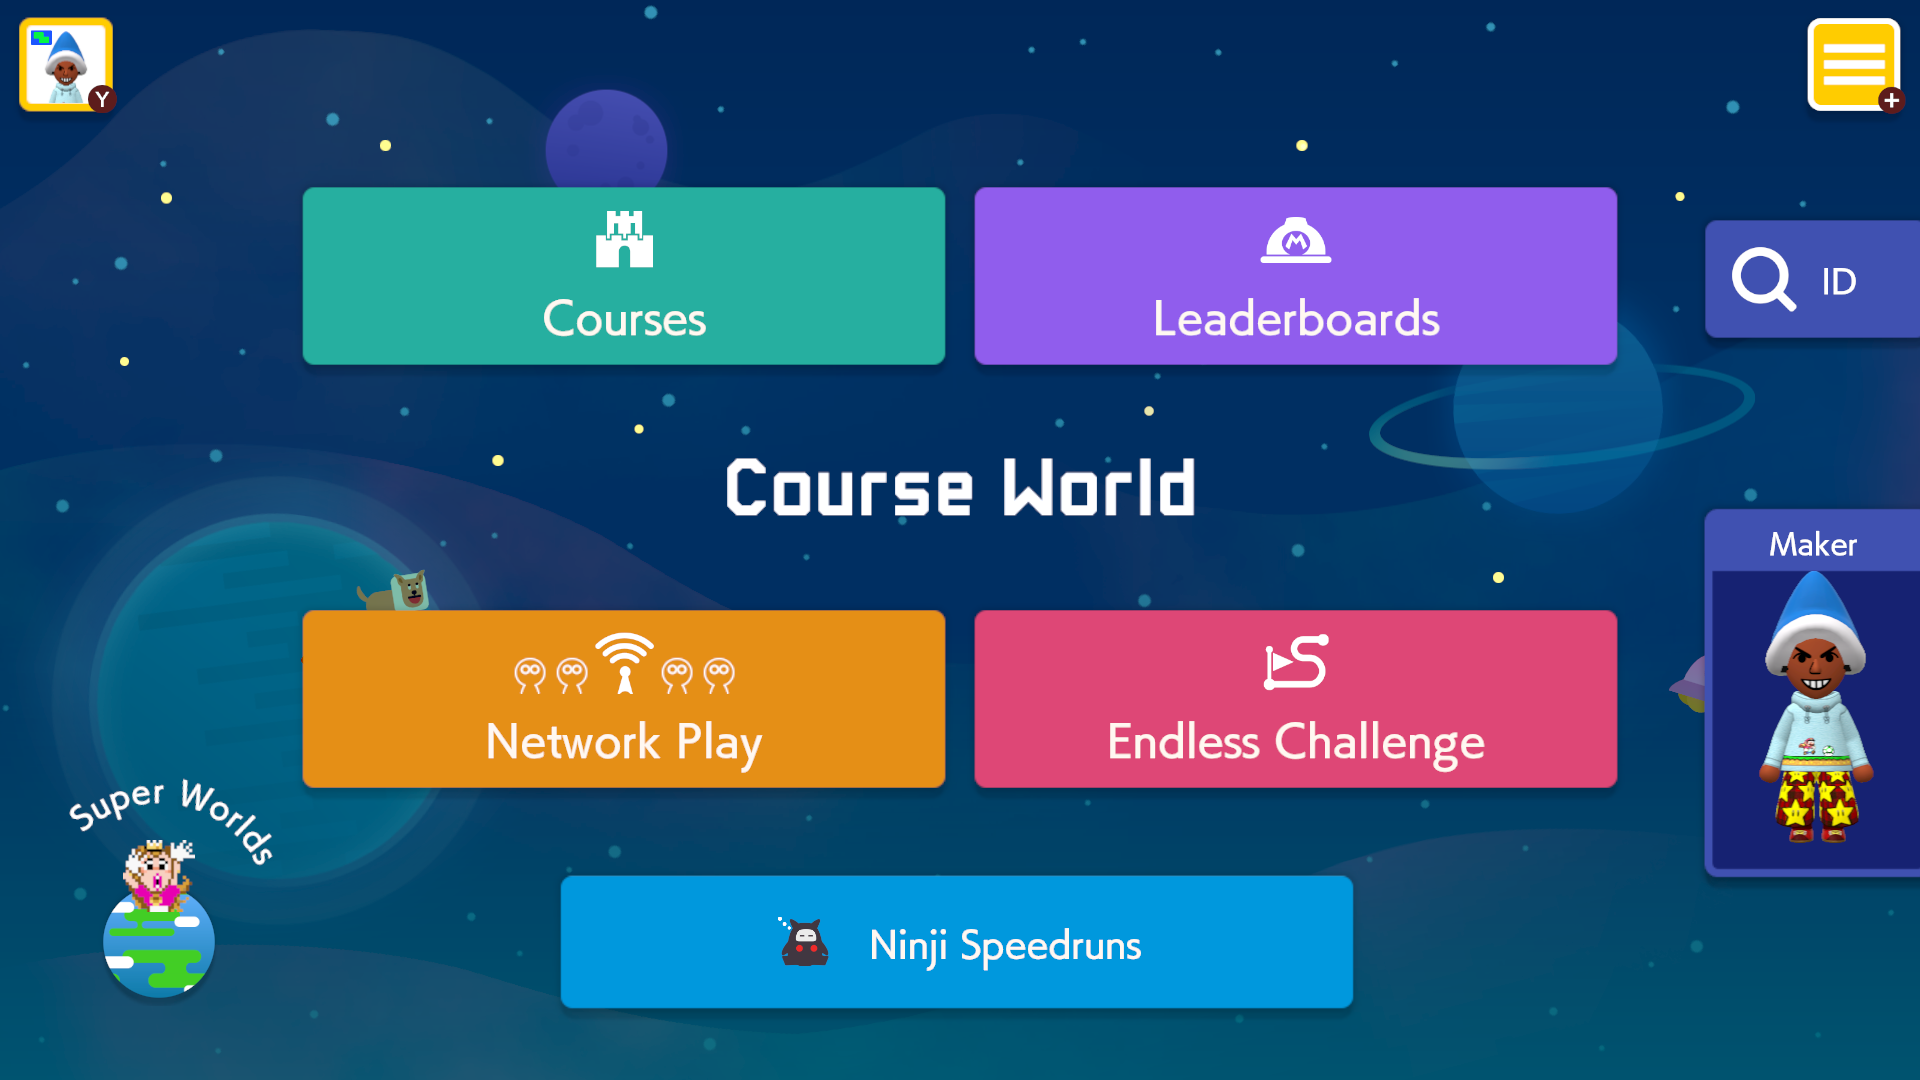 Y
+
Courses
M
Leaderboards
ID
Course World
Maker
Network Play
Endless Challenge
Super Worlds
Ninji Speedruns